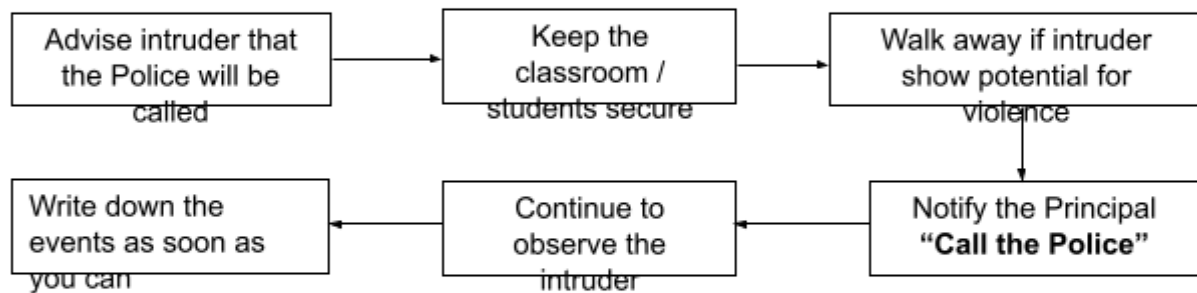 Advise intruder that
the Police will be
called
Keep the
classroom /
students secure
Walk away if intruder
show potential for
violence
Notify the Principal
“Call the Police”
Continue to
observe the
intruder
Write down the
events as soon as
you can